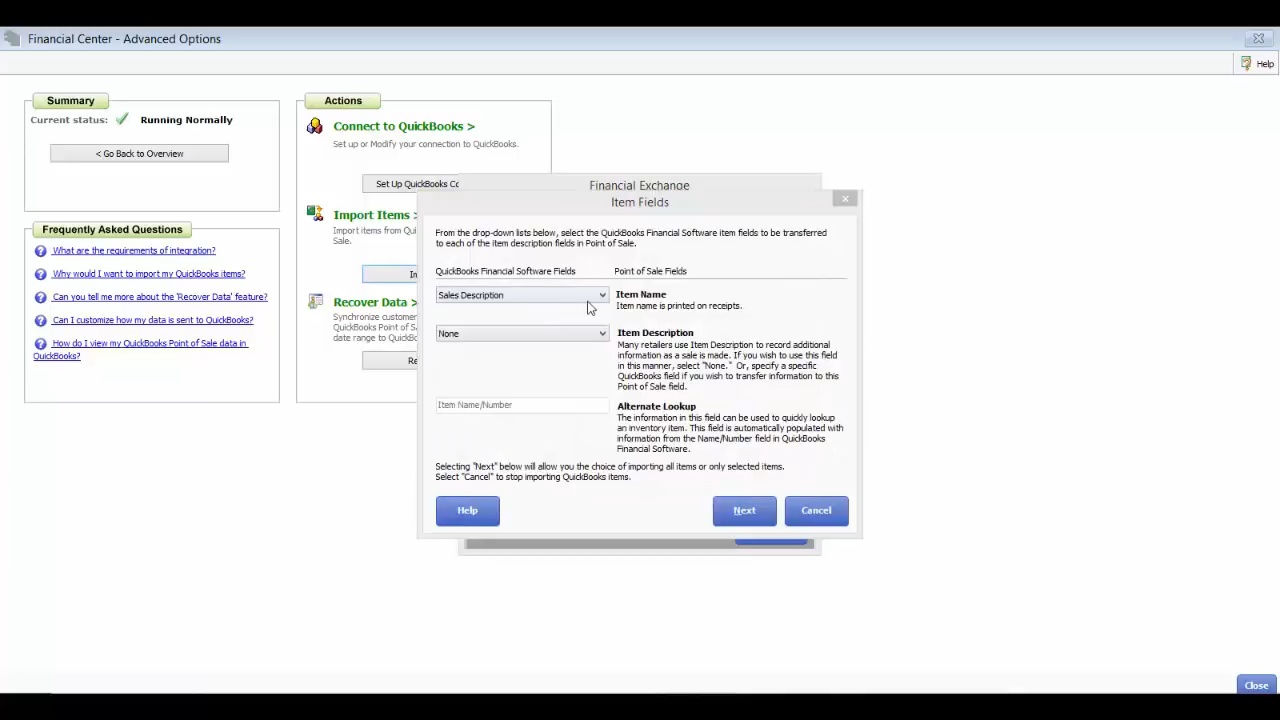 Financial Center - Advanced Options
Help
Summary
Current status: Running Normally
< Go Back to Overview
Frequently Asked Questions
What are the requirements of integration?
Why would I want to import my QuickBooks items?
Can you tell me more about the 'Recover Data' feature?
Can I customize how my data is sent to QuickBooks?
How do I view my QuickBooks Point of Sale data in
QuickBooks?
Actions
Connect to QuickBooks >
Set up or Modify your connection to QuickBooks.
Set Up QuickBooks Cc
Import Items >
Import items from Qui
Sale.
In
Recover Data >
Synchronize customer
QuickBooks Point of Sa
date range to QuickBo
Re
Financial Exchange
Item Fields
From the drop-down lists below, select the QuickBooks Financial Software item fields to be transferred
to each of the item description fields in Point of Sale.
QuickBooks Financial Software Fields
Point of Sale Fields
Sales Description
Item Name
Item name is printed on receipts.
None
Item Description
Many retailers use Item Description to record additional
information as a sale is made. If you wish to use this field
in this manner, select "None." Or, specify a specific
QuickBooks field if you wish to transfer information to this
Point of Sale field.
Item Name/Number
Alternate Lookup
The information in this field can be used to quickly lookup
an inventory item. This field is automatically populated with
information from the Name/Number field in QuickBooks
Financial Software.
Selecting "Next" below will allow you the choice of importing all items or only selected items.
Select "Cancel" to stop importing QuickBooks items.
Help
Next
Cancel
Close